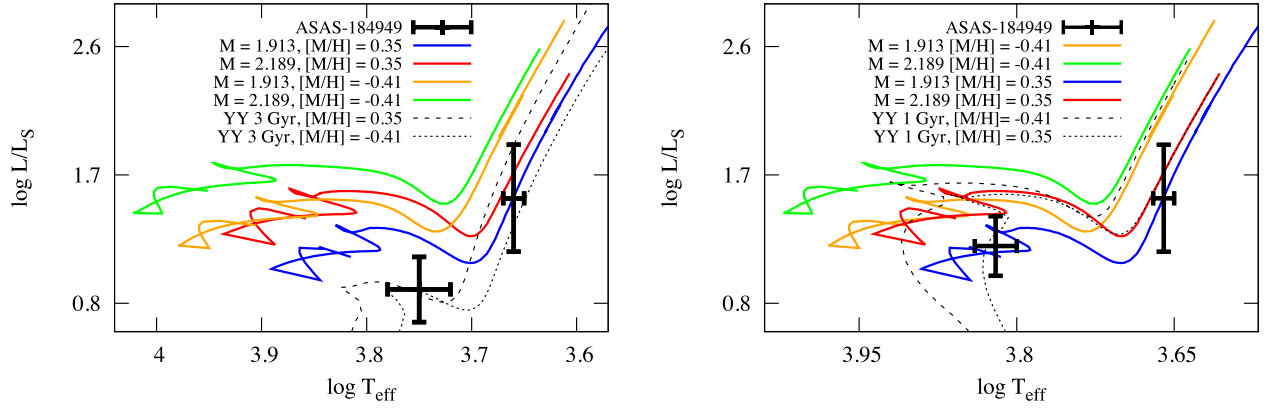 ASAS-184949
M = 1.913, [M/H] = 0.35
M = 2.189, [M/H] = 0.35
M = 1.913, [M/H] = -0.41
M = 2.189, [M/H] = -0.41
YY 3 Gyr, [M/H] = 0.35
YY 3 Gyr, [M/H] = -0.41
2.6
1.7
0.8
log L/L_S
4
3.9
3.8
3.7
3.6
log T_eff
ASAS-184949
M = 1.913 [M/H] = -0.41
M = 2.189 [M/H] = -0.41
M = 1.913 [M/H] = 0.35
M = 2.189 [M/H] = 0.35
YY 1 Gyr, [M/H]= -0.41
YY 1 Gyr, [M/H] = 0.35
2.6
1.7
0.8
log L/L_S
3.95
3.8
3.65
log T_eff